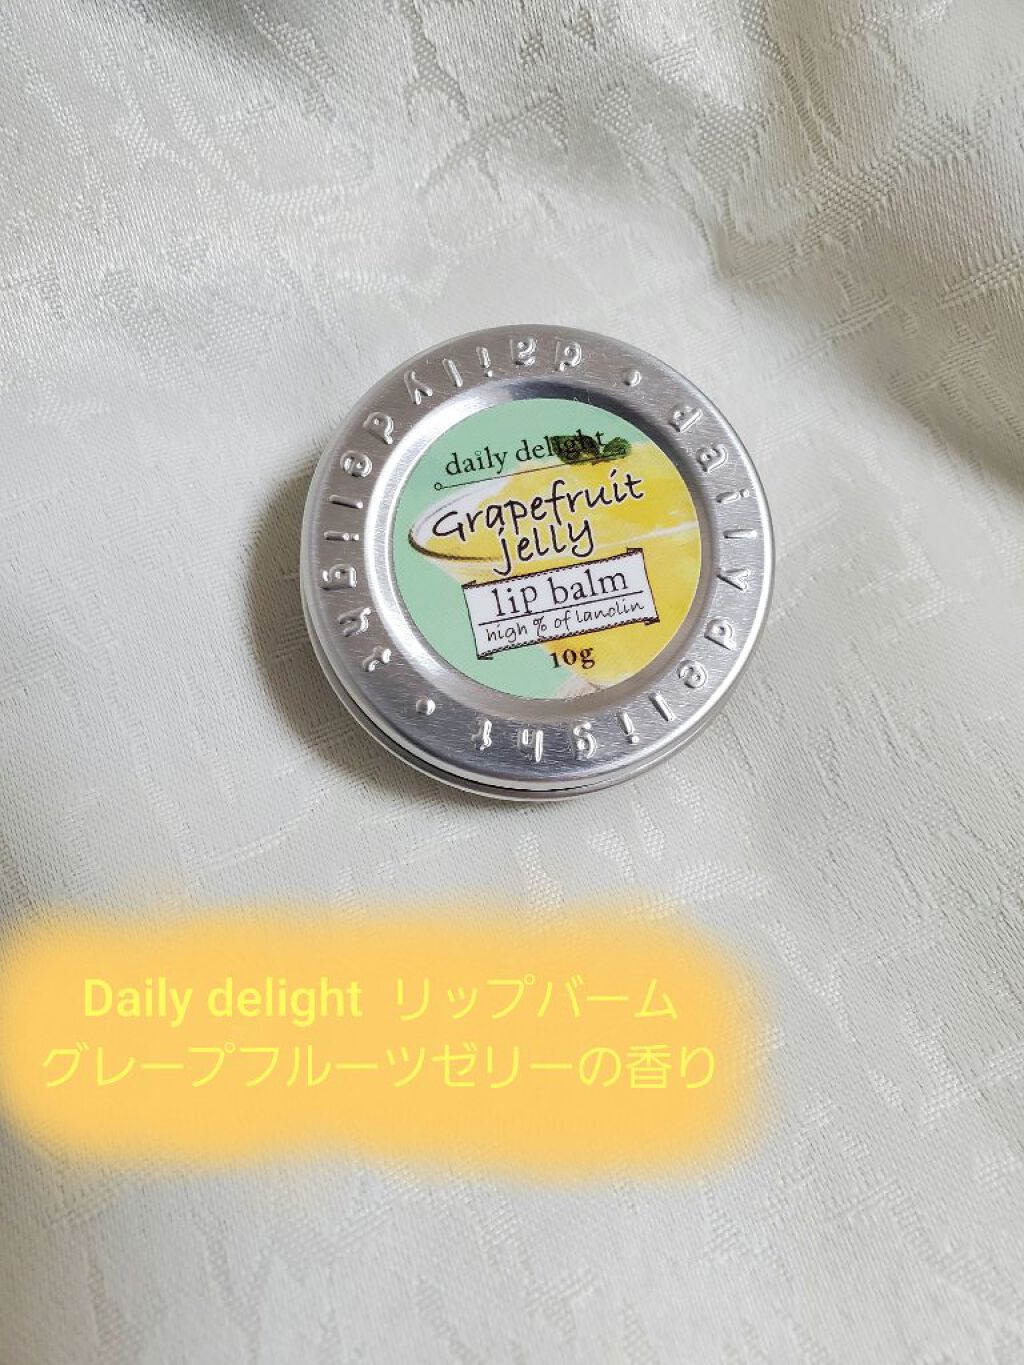 daily delight • daily delight •
daily delight
Grapefruit
jelly
lip balm
high % of lanolin
10g
Daily delight リップバーム
グレープフルーツゼリーの香り